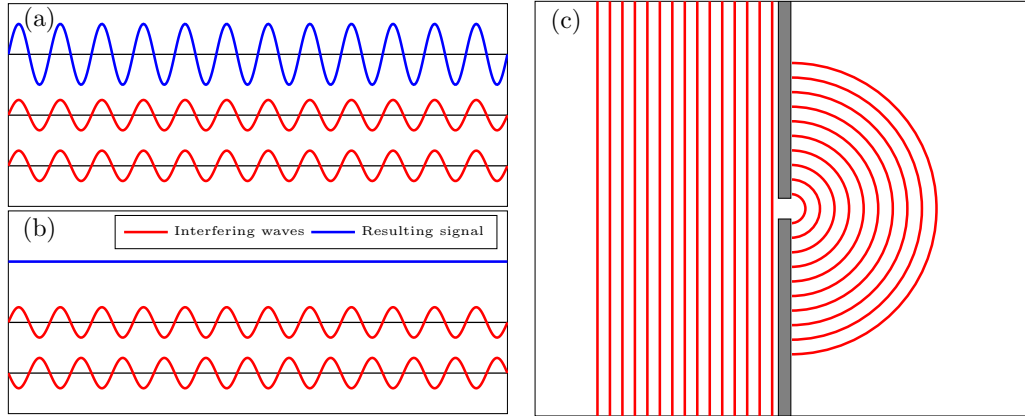 (a)
(b)
Interfering waves
Resulting signal
(c)